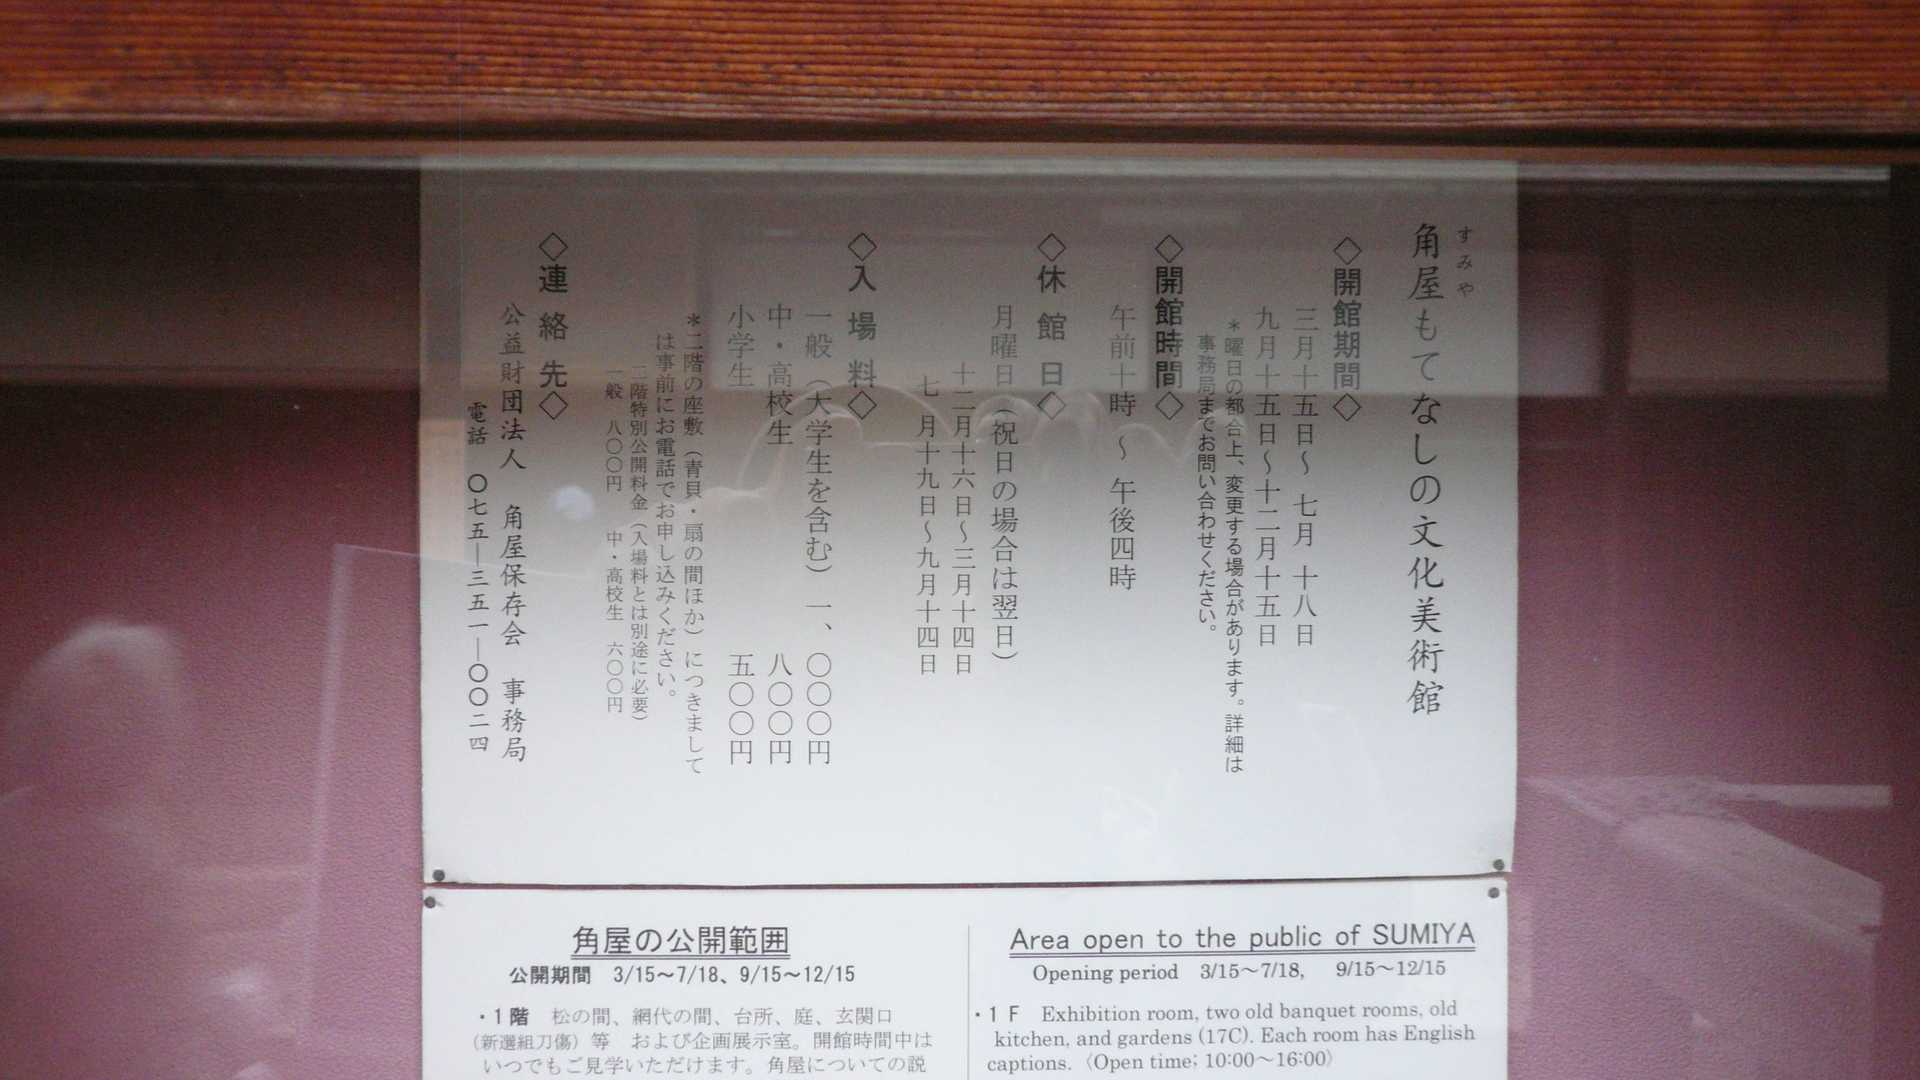 すみや
角屋もてなしの文化美術館
◇開館期間◇
三月十五日～七月十八日
九月十五日～十二月十五日
＊曜日の都合上、変更する場合があります。詳細は
事務局までお問い合わせください。
◇開館時間◇
午前十時～午後四時
◇休館日◇
月曜日（祝日の場合は翌日）
十二月十六日～三月十四日
七月十九日～九月十四日
◇入場料◇
一般（大学生を含む）一、〇〇〇円
中・高校生 八〇〇円
小学生 五〇〇円
＊二階の座敷（青貝・扇の間ほか）につきまして
は事前にお電話でお申し込みください。
二階特別公開料金（入場料とは別途に必要）
一般 八〇〇円 中・高校生 六〇〇円
◇連絡先◇
公益財団法人 角屋保存会 事務局
電話 〇七五―三五一―〇〇二四
角屋の公開範囲
公開期間 3/15～7/18、9/15～12/15
・1階 松の間、網代の間、台所、庭、玄関口
（新選組刀傷）等 および企画展示室。開館時間中は
いつでもご見学いただけます。角屋についての説
Area open to the public of SUMIYA
Opening period 3/15～7/18, 9/15～12/15
・1 F Exhibition room, two old banquet rooms, old
kitchen, and gardens (17C). Each room has English
captions.〈Open time; 10:00～16:00〉